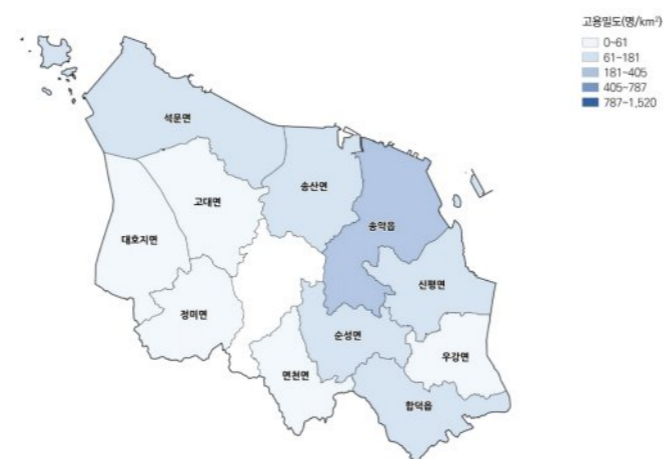 고용밀도(명/km²)
0~61
61~181
181~405
405~787
787~1,520
석문면
송산면
고대면
송악읍
대호지면
신평면
정미면
순성면
우강면
면천면
합덕읍